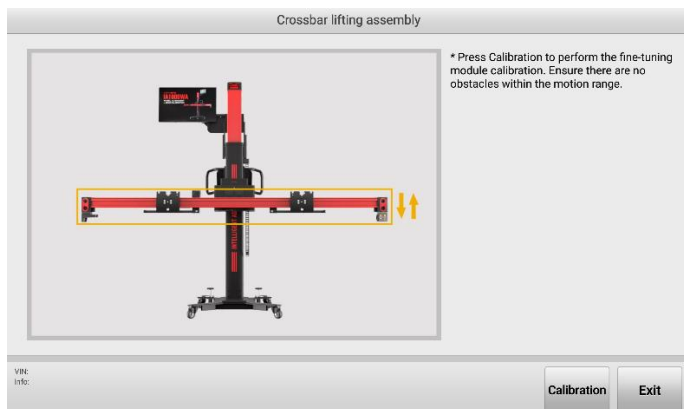 Crossbar lifting assembly
* Press Calibration to perform the fine-tuning
module calibration. Ensure there are no
obstacles within the motion range.
VIN:
Info:
Calibration
Exit